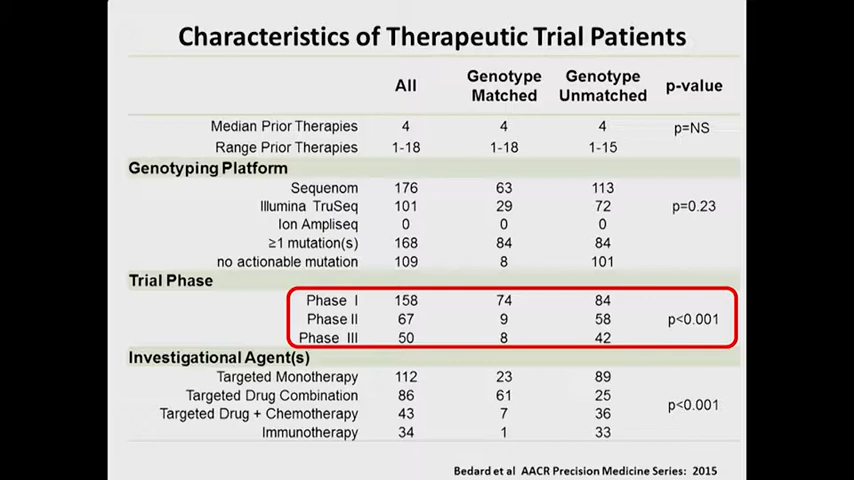 Characteristics of Therapeutic Trial Patients
All Genotype Matched Genotype Unmatched p-value
Median Prior Therapies 4 4 4 p=NS
Range Prior Therapies 1-18 1-18 1-15
Genotyping Platform
Sequenom 176 63 113
Illumina TruSeq 101 29 72 p=0.23
Ion Ampliseq 0 0 0
≥1 mutation(s) 168 84 84
no actionable mutation 109 8 101
Trial Phase
Phase I 158 74 84
Phase II 67 9 58 p<0.001
Phase III 50 8 42
Investigational Agent(s)
Targeted Monotherapy 112 23 89
Targeted Drug Combination 86 61 25 p<0.001
Targeted Drug + Chemotherapy 43 7 36
Immunotherapy 34 1 33
Bedard et al AACR Precision Medicine Series: 2015